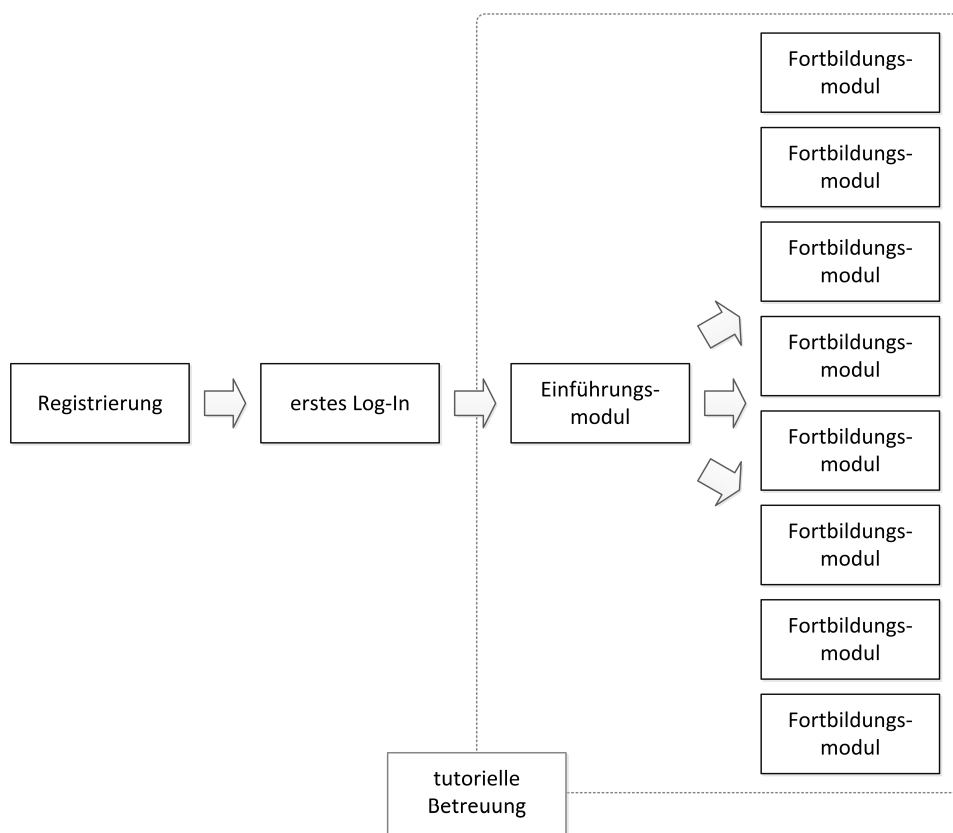 Registrierung
erstes Log-In
Einführungs-
modul
Fortbildungs-
modul
Fortbildungs-
modul
Fortbildungs-
modul
Fortbildungs-
modul
Fortbildungs-
modul
Fortbildungs-
modul
Fortbildungs-
modul
Fortbildungs-
modul
tutorielle
Betreuung